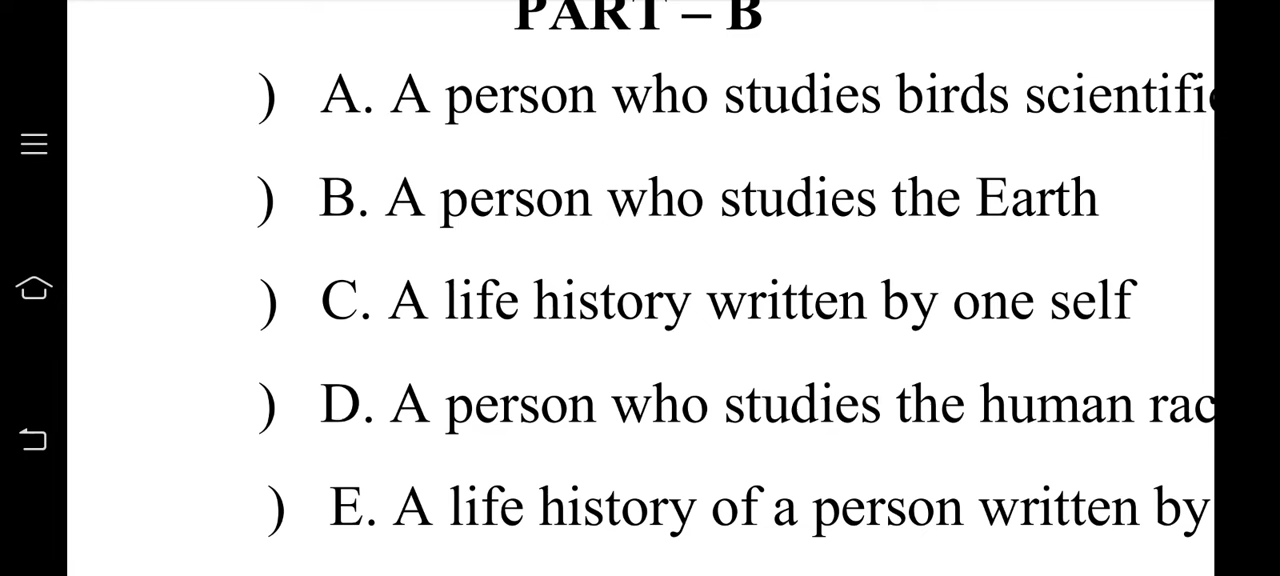 PART – B
) A. A person who studies birds
) B. A person who studies the Earth
) C. A life history written by one self
) D. A person who studies the human
) E. A life history of a person written by